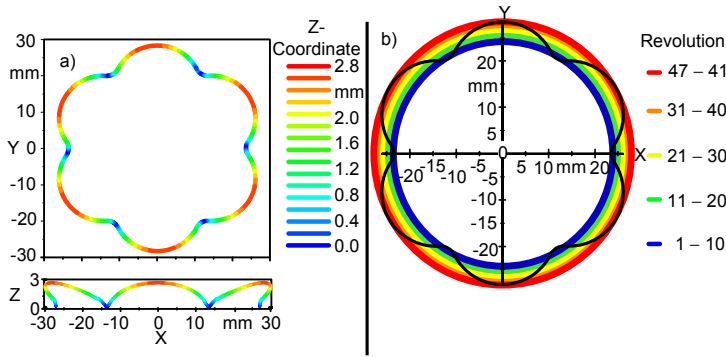 a)
Z-
Coordinate
30
mm
20
10
Y 0
-10
-20
-30
2.8
mm
2.0
1.6
1.2
0.8
0.4
0.0
Z
3
0
-30 -20 -10 0 10 mm 30
X
b)
Y
20
mm
10
5
-20 -15 -10 -5 0 5 10 mm 20 X
-5
-10
-15
-20
Revolution
47 – 41
31 – 40
21 – 30
11 – 20
1 – 10